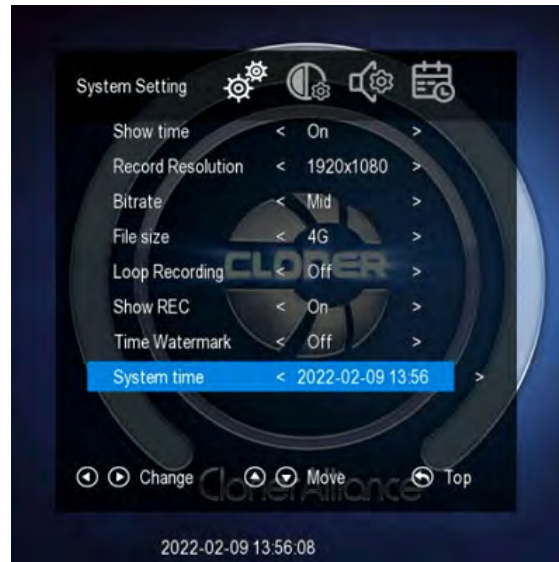 System Setting
Show time < On >
Record Resolution < 1920x1080 >
Bitrate < Mid >
File size < 4G >
Loop Recording < Off >
CLONER
Show REC < On >
Time Watermark < Off >
System time < 2022-02-09 13:56 >
Change Move Top
ClonerAlliance
2022-02-09 13:56:08